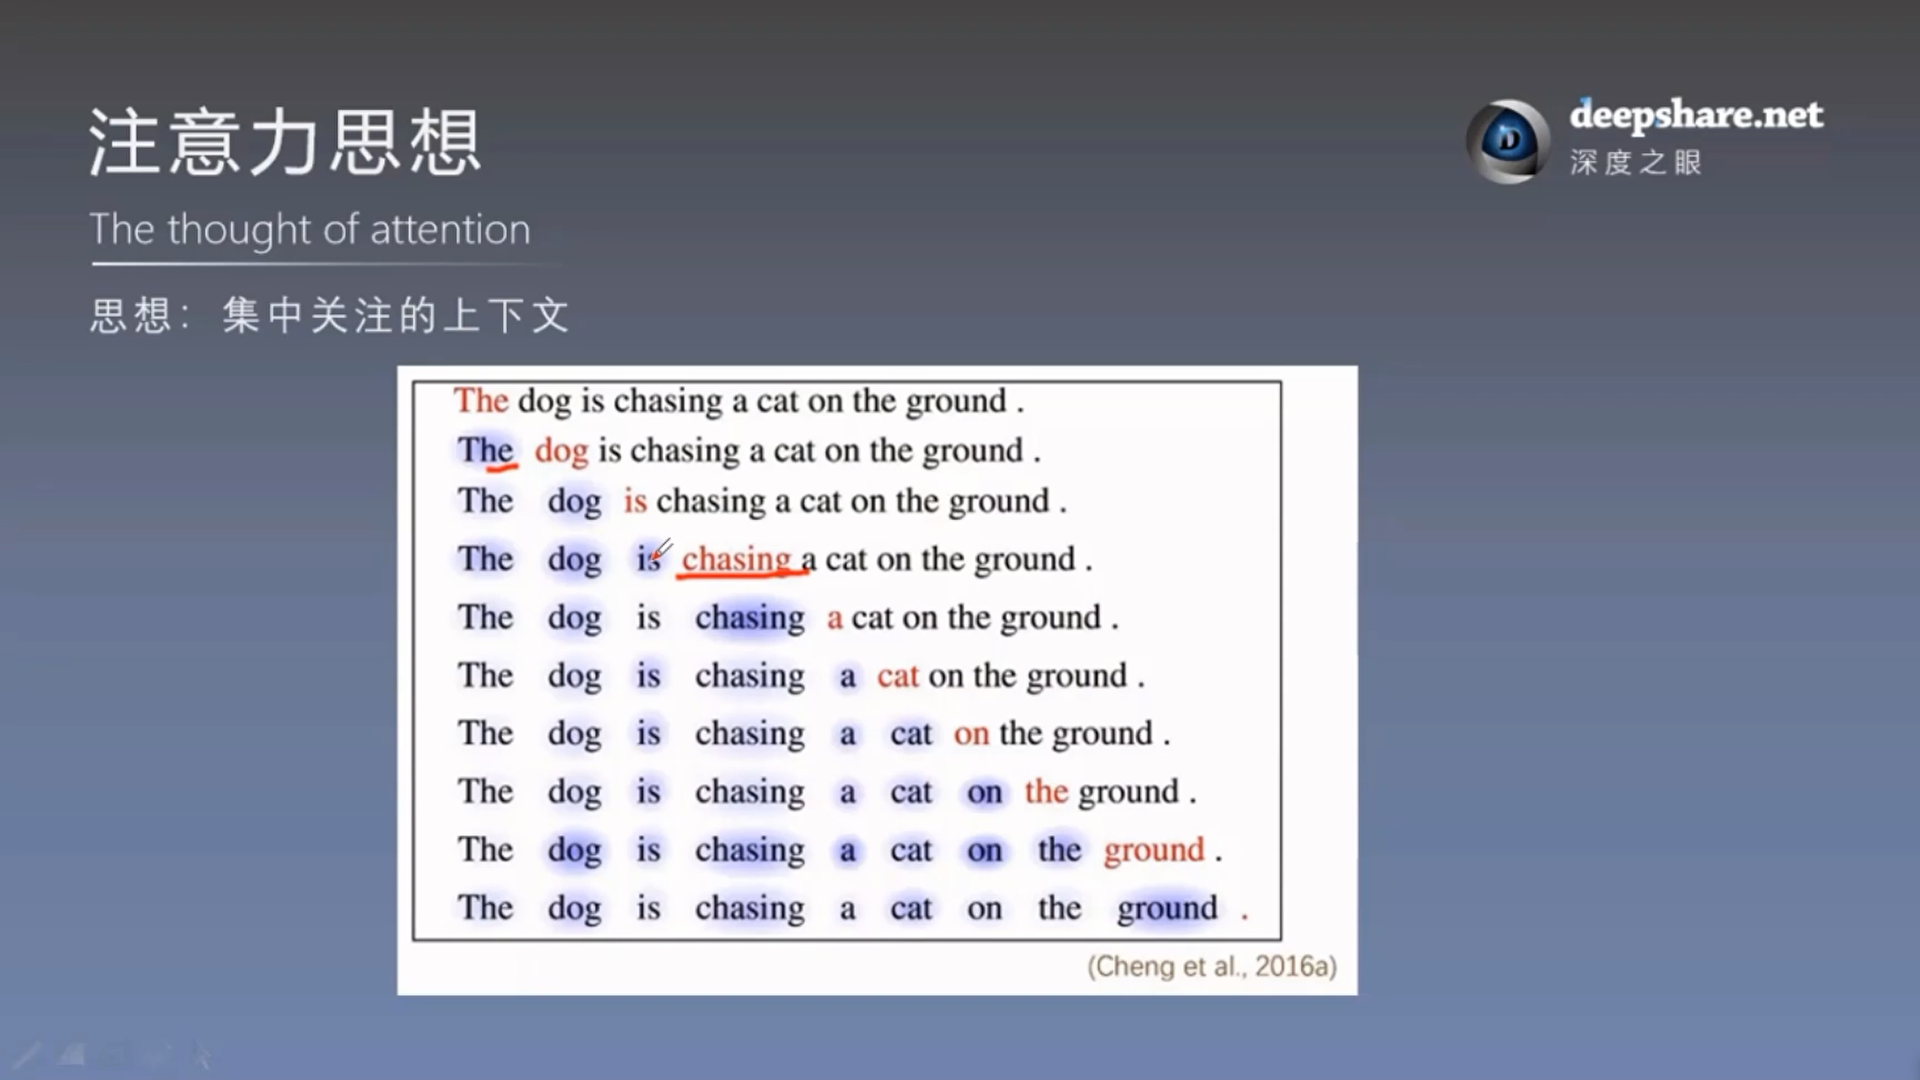 注意力思想
deepshare.net
深度之眼
The thought of attention
思想：集中关注的上下文
The dog is chasing a cat on the ground .
The dog is chasing a cat on the ground .
The dog is chasing a cat on the ground .
The dog is chasing a cat on the ground .
The dog is chasing a cat on the ground .
The dog is chasing a cat on the ground .
The dog is chasing a cat on the ground .
The dog is chasing a cat on the ground .
The dog is chasing a cat on the ground .
The dog is chasing a cat on the ground .
(Cheng et al., 2016a)